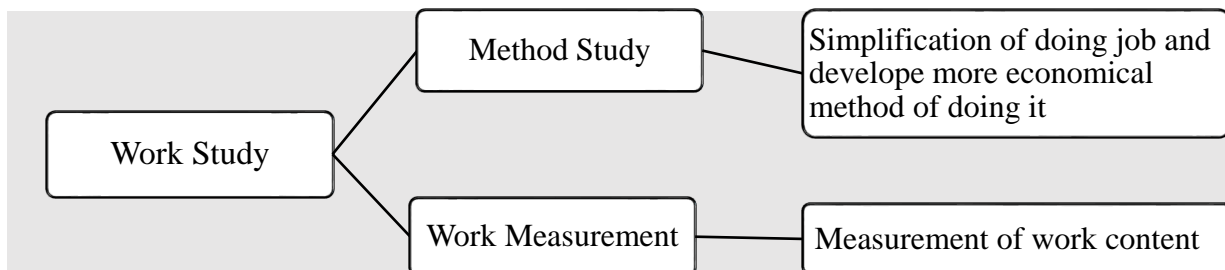 Method Study
Simplification of doing job and
develope more economical
method of doing it
Work Study
Work Measurement
Measurement of work content